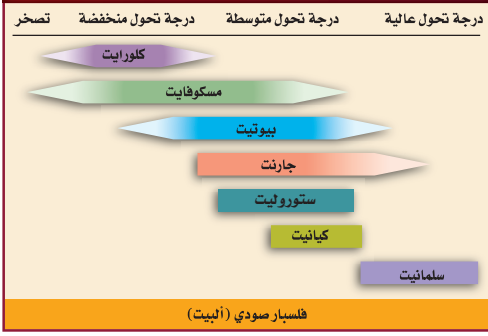 درجة تحول عالية درجة تحول متوسطة درجة تحول منخفضة تصخر
كلورايت
مسكوفايت
بيوتيت
جارنت
ستوروليت
كيانيت
سلمانيت
فلسبار صودي (ألبيت)